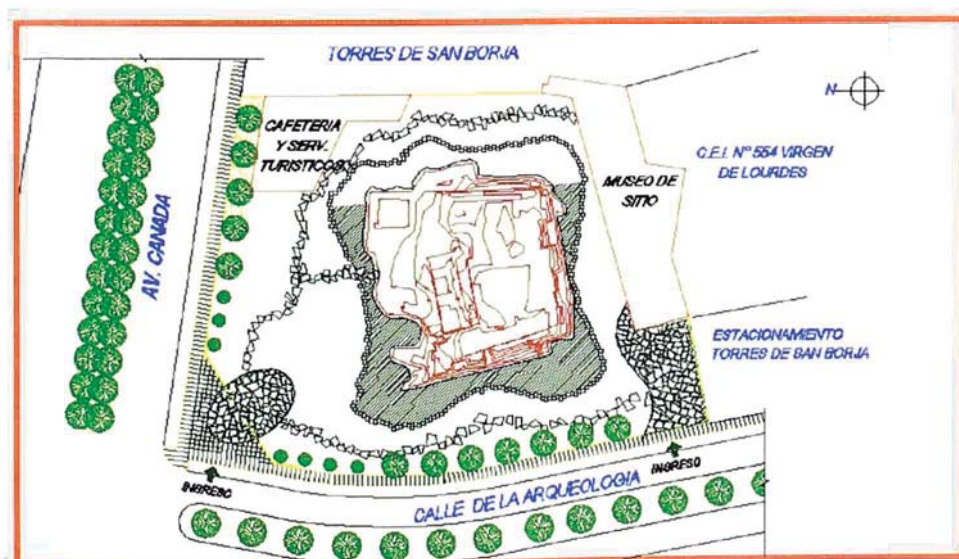 TORRES DE SAN BORJA
N
CAFETERIA
Y SERV.
TURISTICOS
C.E.I. Nº 554 VIRGEN
DE LOURDES
MUSEO DE
SITIO
AV. CANADA
ESTACIONAMIENTO
TORRES DE SAN BORJA
INGRESO
INGRESO
CALLE DE LA ARQUEOLOGIA